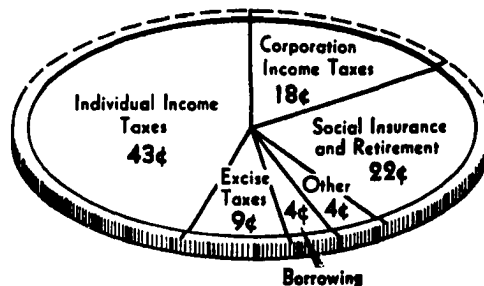 Corporation
Income Taxes
18¢
Individual Income
Taxes
43¢
Social Insurance
and Retirement
22¢
Excise
Taxes
9¢
Other
4¢
4¢
Borrowing